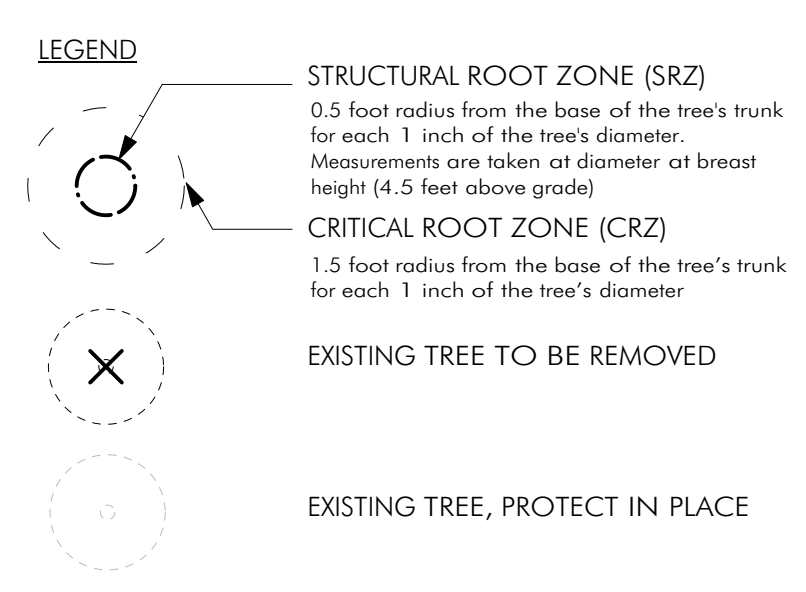 LEGEND
STRUCTURAL ROOT ZONE (SRZ)
0.5 foot radius from the base of the tree's trunk
for each 1 inch of the tree's diameter.
Measurements are taken at diameter at breast
height (4.5 feet above grade)
CRITICAL ROOT ZONE (CRZ)
1.5 foot radius from the base of the tree’s trunk
for each 1 inch of the tree’s diameter
EXISTING TREE TO BE REMOVED
EXISTING TREE, PROTECT IN PLACE